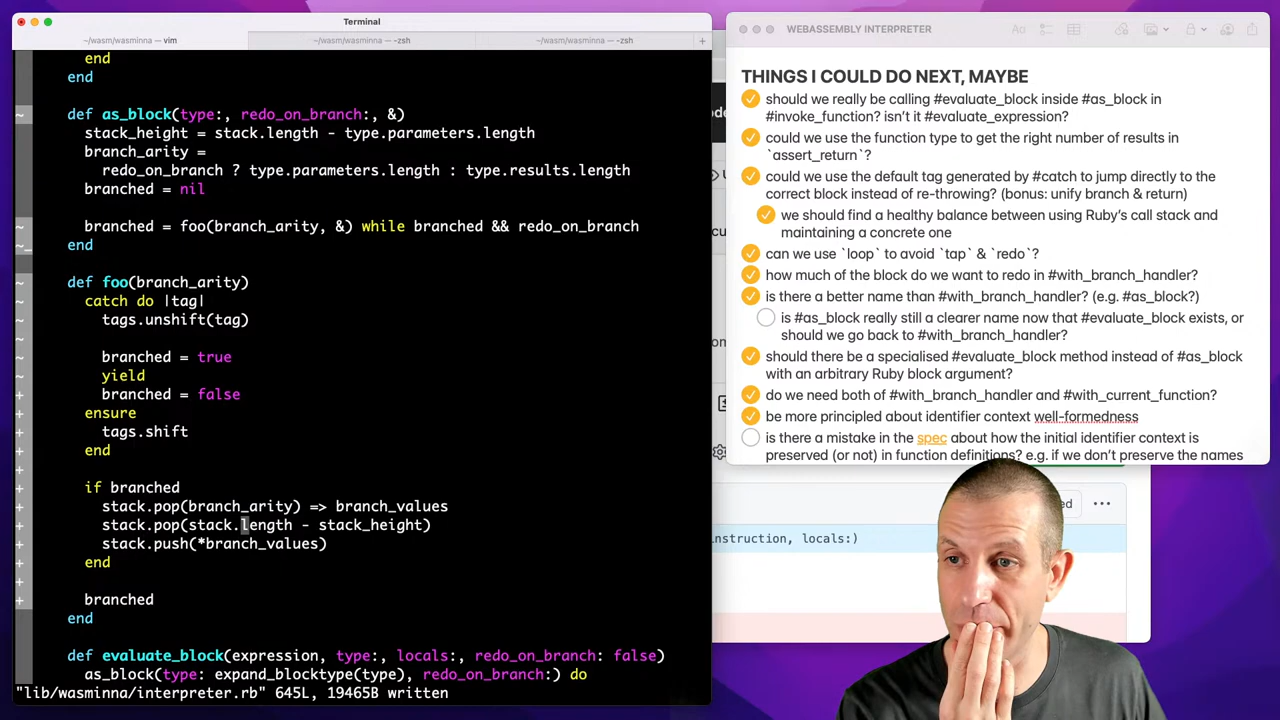 Terminal
~/wasm/wasminna — vim
~/wasm/wasminna — -zsh
~/wasm/wasminna — -zsh
+
end
end
~ def as_block(type:, redo_on_branch:, &)
stack_height = stack.length - type.parameters.length
branch_arity =
redo_on_branch ? type.parameters.length : type.results.length
branched = nil
~ branched = foo(branch_arity, &) while branched && redo_on_branch
~_ end
~ def foo(branch_arity)
~ catch do |tag|
~ tags.unshift(tag)
~
~ branched = true
~ yield
+ branched = false
+ ensure
+ tags.shift
+ end
+
+ if branched
+ stack.pop(branch_arity) => branch_values
+ stack.pop(stack.length - stack_height)
+ stack.push(*branch_values)
+ end
+
+ branched
end
def evaluate_block(expression, type:, locals:, redo_on_branch: false)
as_block(type: expand_blocktype(type), redo_on_branch:) do
"lib/wasminna/interpreter.rb" 645L, 19465B written
WEBASSEMBLY INTERPRETER
Aa
THINGS I COULD DO NEXT, MAYBE
should we really be calling #evaluate_block inside #as_block in
#invoke_function? isn’t it #evaluate_expression?
could we use the function type to get the right number of results in
`assert_return`?
could we use the default tag generated by #catch to jump directly to the
correct block instead of re-throwing? (bonus: unify branch & return)
we should find a healthy balance between using Ruby’s call stack and
maintaining a concrete one
can we use `loop` to avoid `tap` & `redo`?
how much of the block do we want to redo in #with_branch_handler?
is there a better name than #with_branch_handler? (e.g. #as_block?)
is #as_block really still a clearer name now that #evaluate_block exists, or
should we go back to #with_branch_handler?
should there be a specialised #evaluate_block method instead of #as_block
with an arbitrary Ruby block argument?
do we need both of #with_branch_handler and #with_current_function?
be more principled about identifier context well-formedness
is there a mistake in the spec about how the initial identifier context is
preserved (or not) in function definitions? e.g. if we don’t preserve the names
nstruction, locals:)